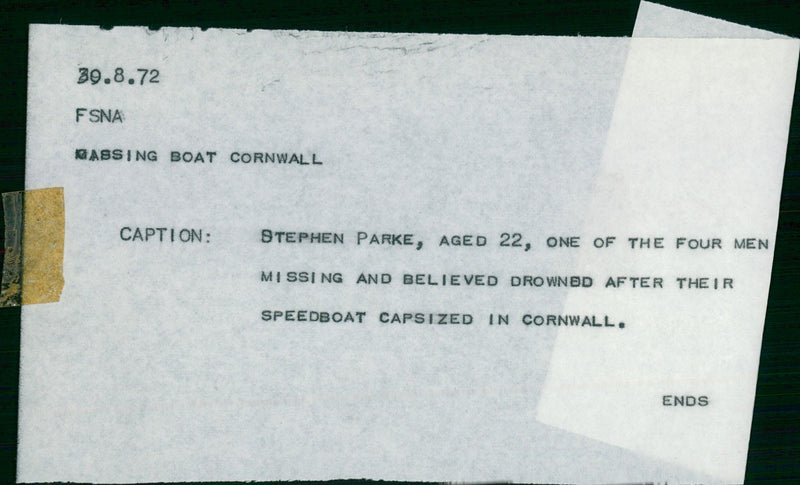 30.8.72
FSNA
MISSING BOAT CORNWALL
CAPTION: STEPHEN PARKE, AGED 22, ONE OF THE FOUR MEN
MISSING AND BELIEVED DROWNED AFTER THEIR
SPEEDBOAT CAPSIZED IN CORNWALL.
ENDS